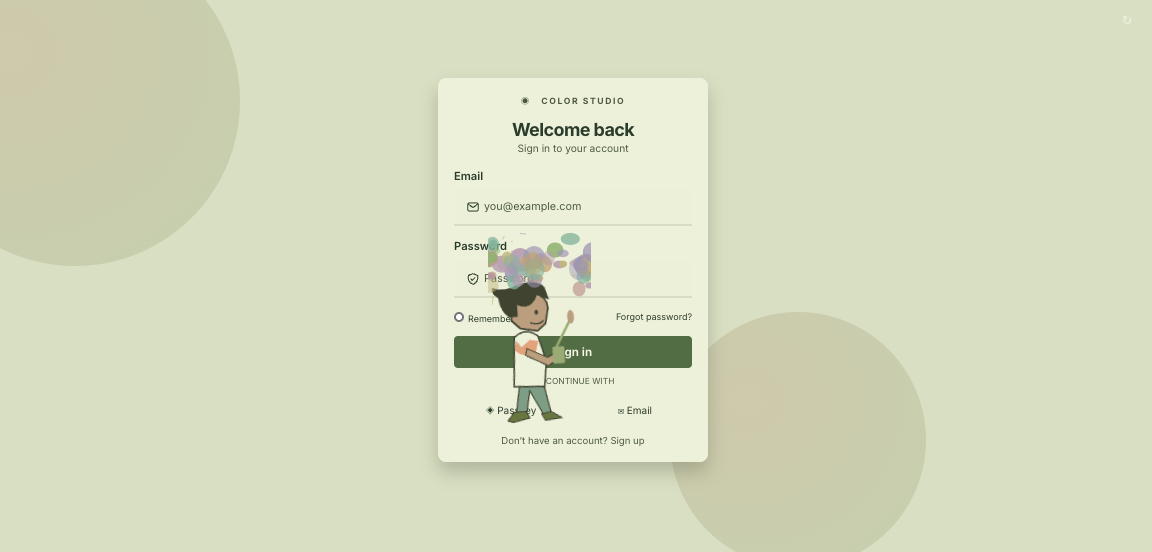 COLOR STUDIO
Welcome back
Sign in to your account
Email
you@example.com
Password
Forgot password?
CONTINUE WITH
Email
Don't have an account? Sign up